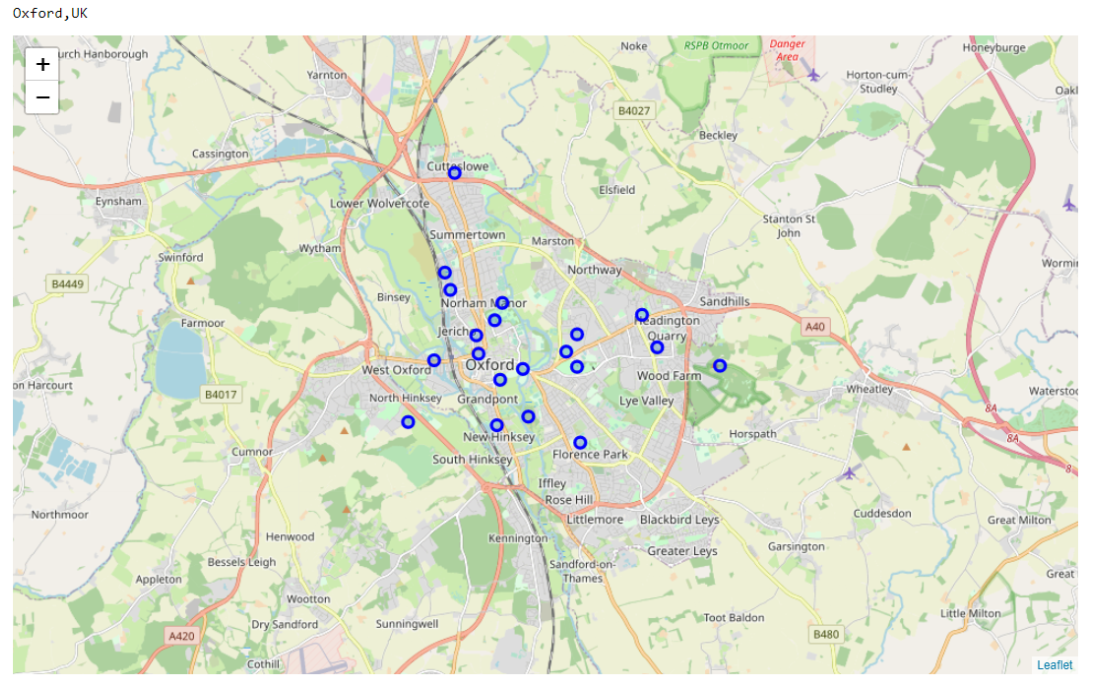 Oxford,UK
+
−
urch Hanborough
Noke
RSPB Otmoor
Danger
Area
Honeyburge
Yarnton
Horton-cum-
Studley
Oakl
B4027
Beckley
Cassington
Cutteslowe
Elsfield
Eynsham
Lower Wolvercote
Stanton St
John
Summertown
Marston
Wytham
Swinford
Wormi
Northway
B4449
Binsey
Norham Manor
Sandhills
Farmoor
Jerich
Headington
Quarry
A40
Oxford
West Oxford
Wood Farm
on Harcourt
B4017
Wheatley
Waterstoc
North Hinksey
Grandpont
Lye Valley
8A
New Hinksey
Horspath
8A
Cumnor
South Hinksey
Florence Park
8
Iffley
Rose Hill
Northmoor
Littlemore
Blackbird Leys
Cuddesdon
Great Milton
Henwood
Kennington
Garsington
Greater Leys
Bessels Leigh
Sandford-on-
Thames
Great
Appleton
Wootton
Little Milton
Dry Sandford
Sunningwell
Toot Baldon
A420
B480
Cothill
Leaflet